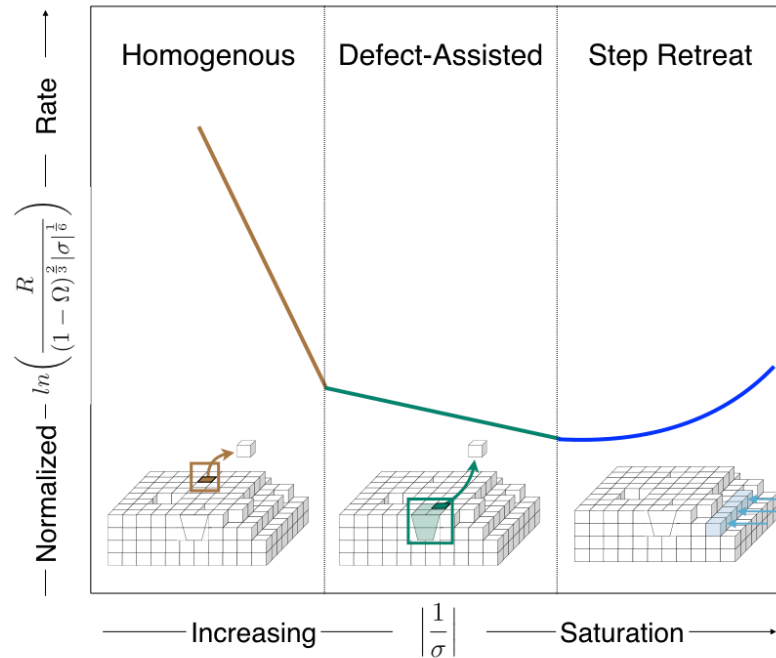 Homogenous Defect-Assisted Step Retreat
Normalized ln(R/((1 − Ω)^{2/3}|σ|^{1/6})) Rate
Increasing |1/σ| Saturation